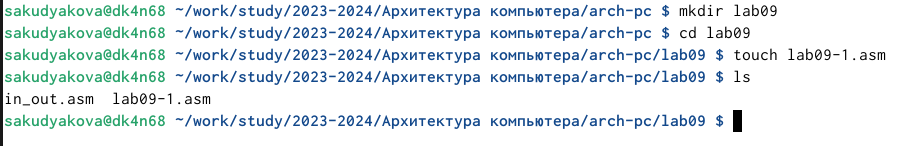 sakudyakova@dk4n68 ~/work/study/2023-2024/Архитектура компьютера/arch-pc $ mkdir lab09
sakudyakova@dk4n68 ~/work/study/2023-2024/Архитектура компьютера/arch-pc $ cd lab09
sakudyakova@dk4n68 ~/work/study/2023-2024/Архитектура компьютера/arch-pc/lab09 $ touch lab09-1.asm
sakudyakova@dk4n68 ~/work/study/2023-2024/Архитектура компьютера/arch-pc/lab09 $ ls
in_out.asm  lab09-1.asm
sakudyakova@dk4n68 ~/work/study/2023-2024/Архитектура компьютера/arch-pc/lab09 $